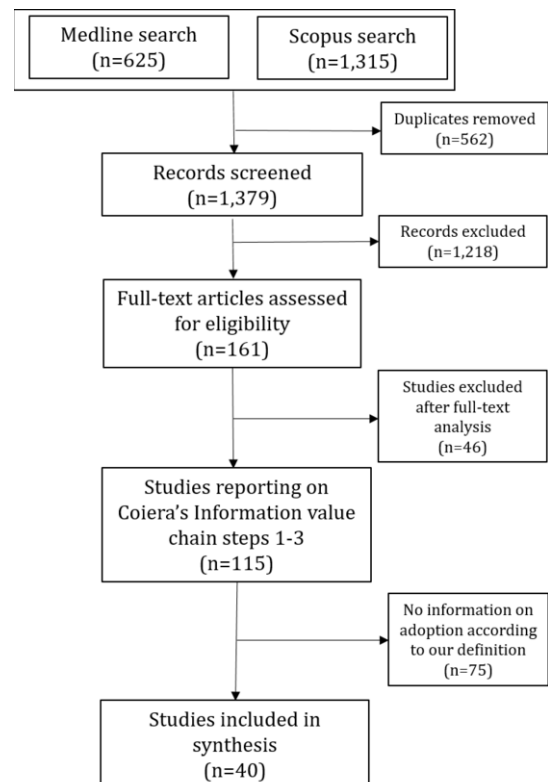 Medline search
(n=625)
Scopus search
(n=1,315)
Duplicates removed
(n=562)
Records screened
(n=1,379)
Records excluded
(n=1,218)
Full-text articles assessed
for eligibility
(n=161)
Studies excluded
after full-text
analysis
(n=46)
Studies reporting on
Coiera's Information value
chain steps 1-3
(n=115)
No information on
adoption according
to our definition
(n=75)
Studies included in
synthesis
(n=40)